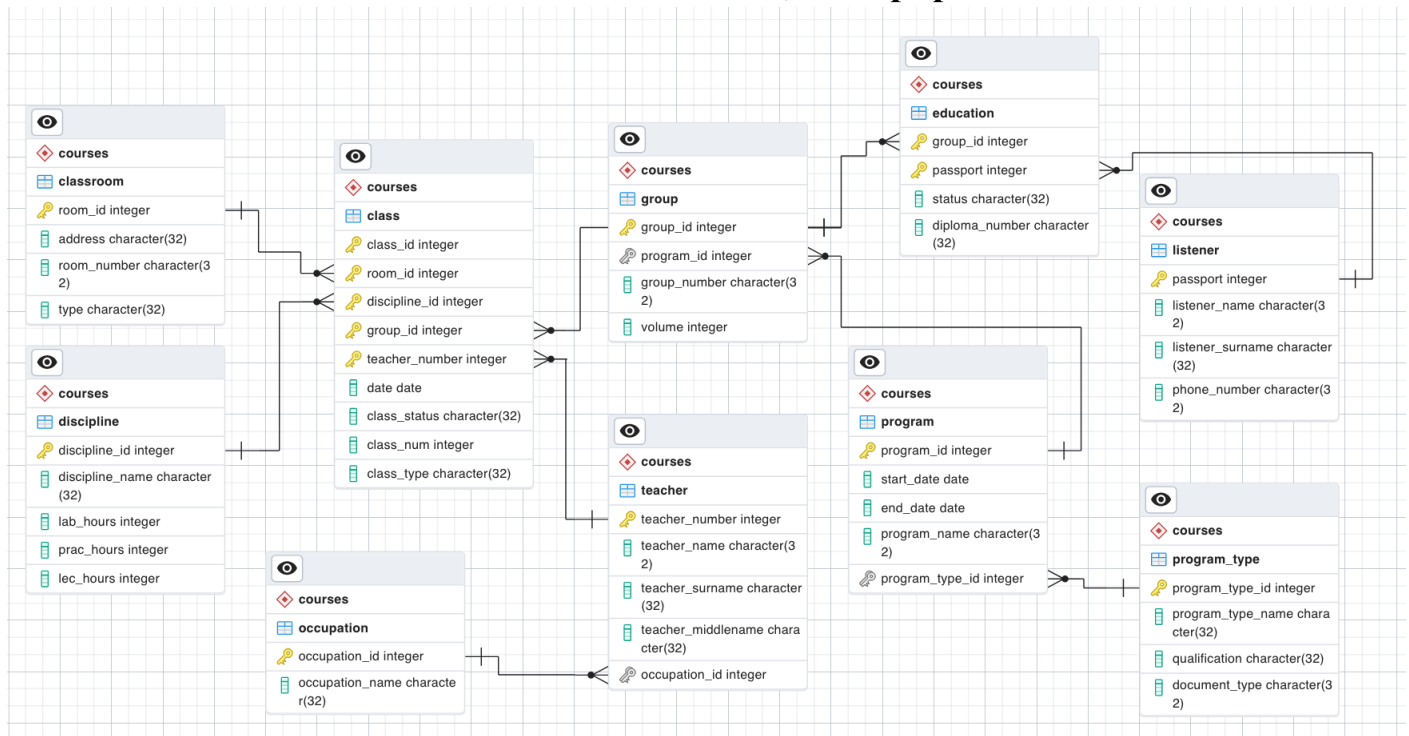 courses
classroom
room_id integer
address character(32)
room_number character(3
2)
type character(32)
courses
discipline
discipline_id integer
discipline_name character
(32)
lab_hours integer
prac_hours integer
lec_hours integer
courses
class
class_id integer
room_id integer
discipline_id integer
group_id integer
teacher_number integer
date date
class_status character(32)
class_num integer
class_type character(32)
courses
occupation
occupation_id integer
occupation_name characte
r(32)
courses
group
group_id integer
program_id integer
group_number character(3
2)
volume integer
courses
teacher
teacher_number integer
teacher_name character(3
2)
teacher_surname character
(32)
teacher_middlename chara
cter(32)
occupation_id integer
courses
education
group_id integer
passport integer
status character(32)
diploma_number character
(32)
courses
program
program_id integer
start_date date
end_date date
program_name character(3
2)
program_type_id integer
courses
listener
passport integer
listener_name character(3
2)
listener_surname character
(32)
phone_number character(3
2)
courses
program_type
program_type_id integer
program_type_name chara
cter(32)
qualification character(32)
document_type character(3
2)